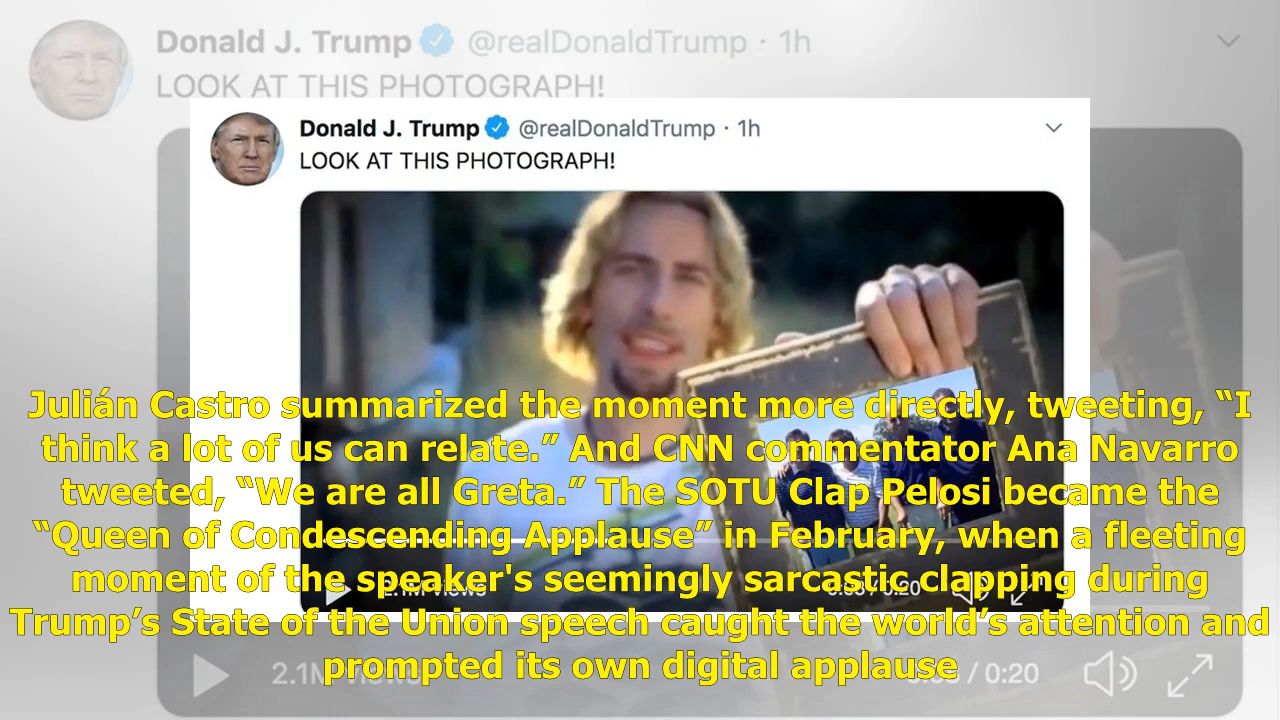 Donald J. Trump @realDonaldTrump · 1h
LOOK AT THIS PHOTOGRAPH!
Donald J. Trump @realDonaldTrump · 1h
LOOK AT THIS PHOTOGRAPH!
Julián Castro summarized the moment more directly, tweeting, “I
think a lot of us can relate.” And CNN commentator Ana Navarro
tweeted, “We are all Greta.” The SOTU Clap Pelosi became the
“Queen of Condescending Applause” in February, when a fleeting
moment of the speaker's seemingly sarcastic clapping during
Trump’s State of the Union speech caught the world’s attention and
prompted its own digital applause
2.1M views
/ 0:20